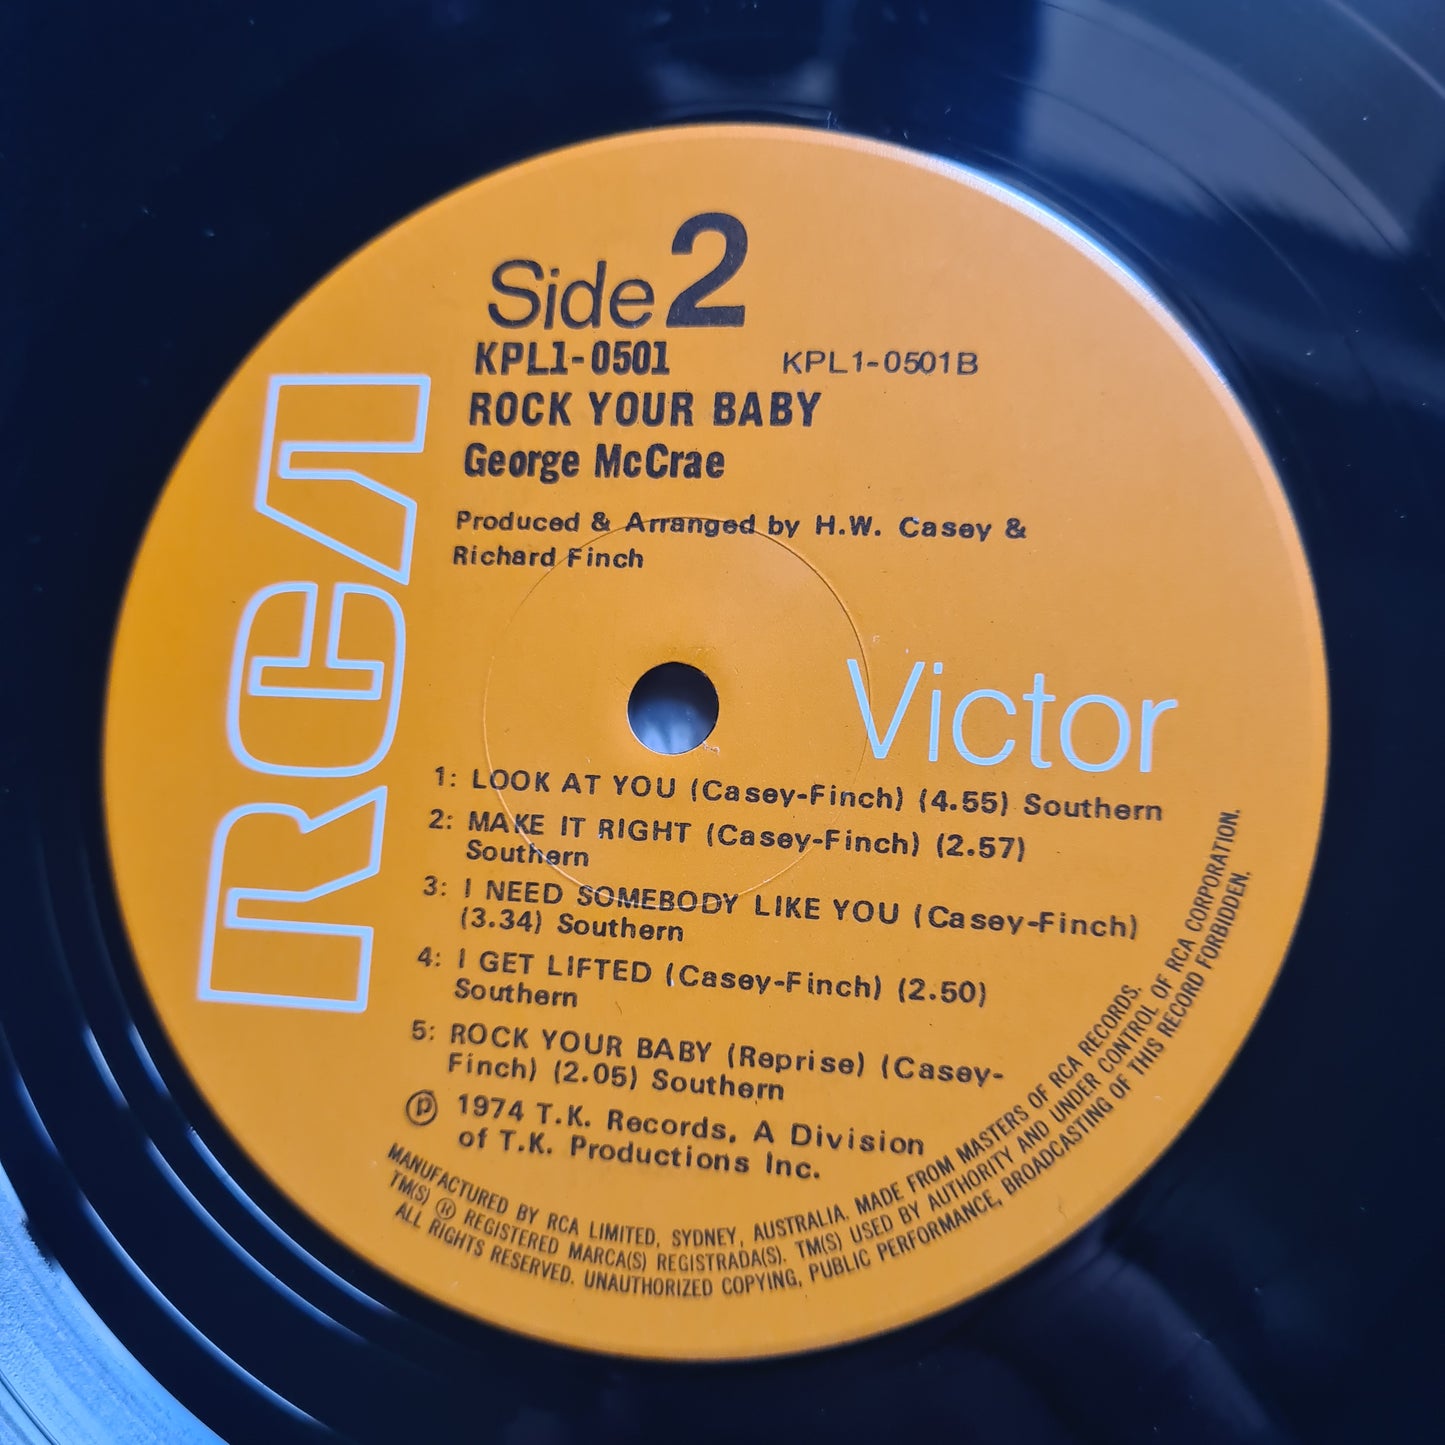 Side 2
KPL1-0501 KPL1-0501B
ROCK YOUR BABY
George McCrae
Produced & Arranged by H.W. Casey &
Richard Finch
RCA
Victor
1: LOOK AT YOU (Casey-Finch) (4.55) Southern
2: MAKE IT RIGHT (Casey-Finch) (2.57)
Southern
3: I NEED SOMEBODY LIKE YOU (Casey-Finch)
(3.34) Southern
4: I GET LIFTED (Casey-Finch) (2.50)
Southern
5: ROCK YOUR BABY (Reprise) (Casey-
Finch) (2.05) Southern
℗ 1974 T.K. Records, A Division
of T.K. Productions Inc.
MANUFACTURED BY RCA LIMITED, SYDNEY, AUSTRALIA. MADE FROM MASTERS OF RCA RECORDS.
TM(S) ® REGISTERED MARCA(S) REGISTRADA(S). TM(S) USED BY AUTHORITY AND UNDER CONTROL OF RCA CORPORATION.
ALL RIGHTS RESERVED. UNAUTHORIZED COPYING, PUBLIC PERFORMANCE, BROADCASTING OF THIS RECORD FORBIDDEN.